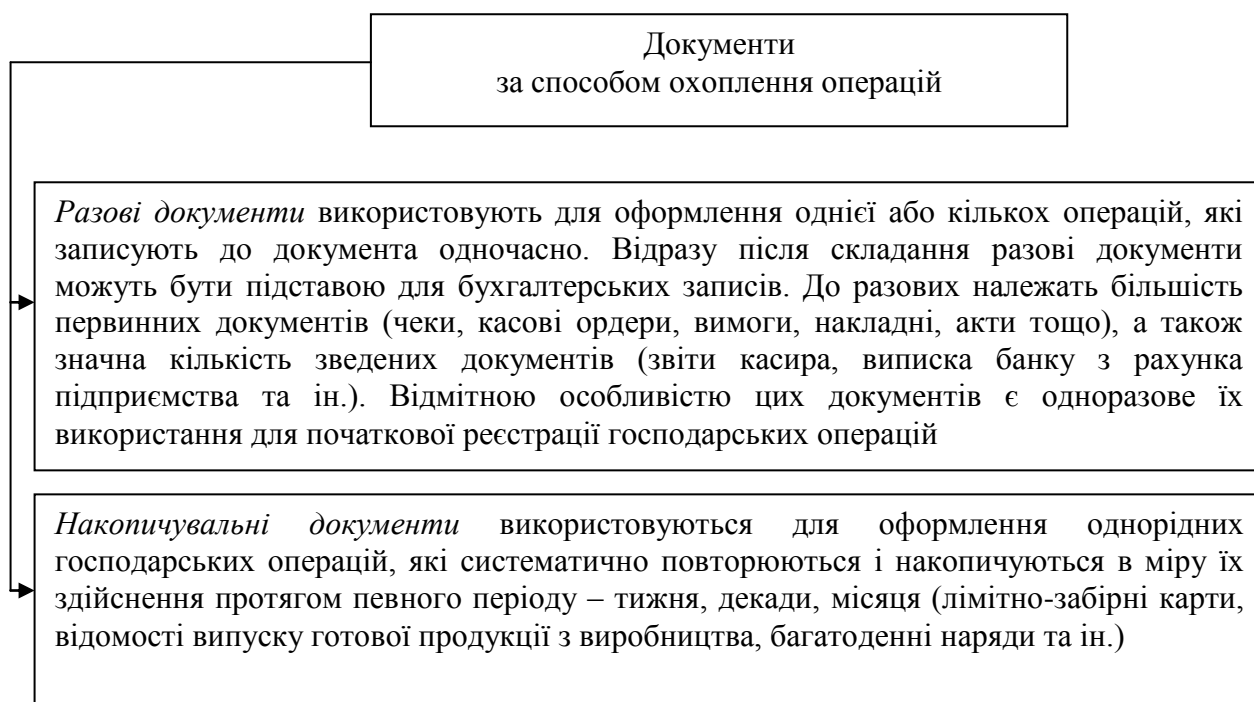 Документи
за способом охоплення операцій
Разові документи використовують для оформлення однієї або кількох операцій, які
записують до документа одночасно. Відразу після складання разові документи
можуть бути підставою для бухгалтерських записів. До разових належать більшість
первинних документів (чеки, касові ордери, вимоги, накладні, акти тощо), а також
значна кількість зведених документів (звіти касира, виписка банку з рахунка
підприємства та ін.). Відмітною особливістю цих документів є одноразове їх
використання для початкової реєстрації господарських операцій
Накопичувальні документи використовуються для оформлення однорідних
господарських операцій, які систематично повторюються і накопичуються в міру їх
здійснення протягом певного періоду – тижня, декади, місяця (лімітно-забірні карти,
відомості випуску готової продукції з виробництва, багатоденні наряди та ін.)